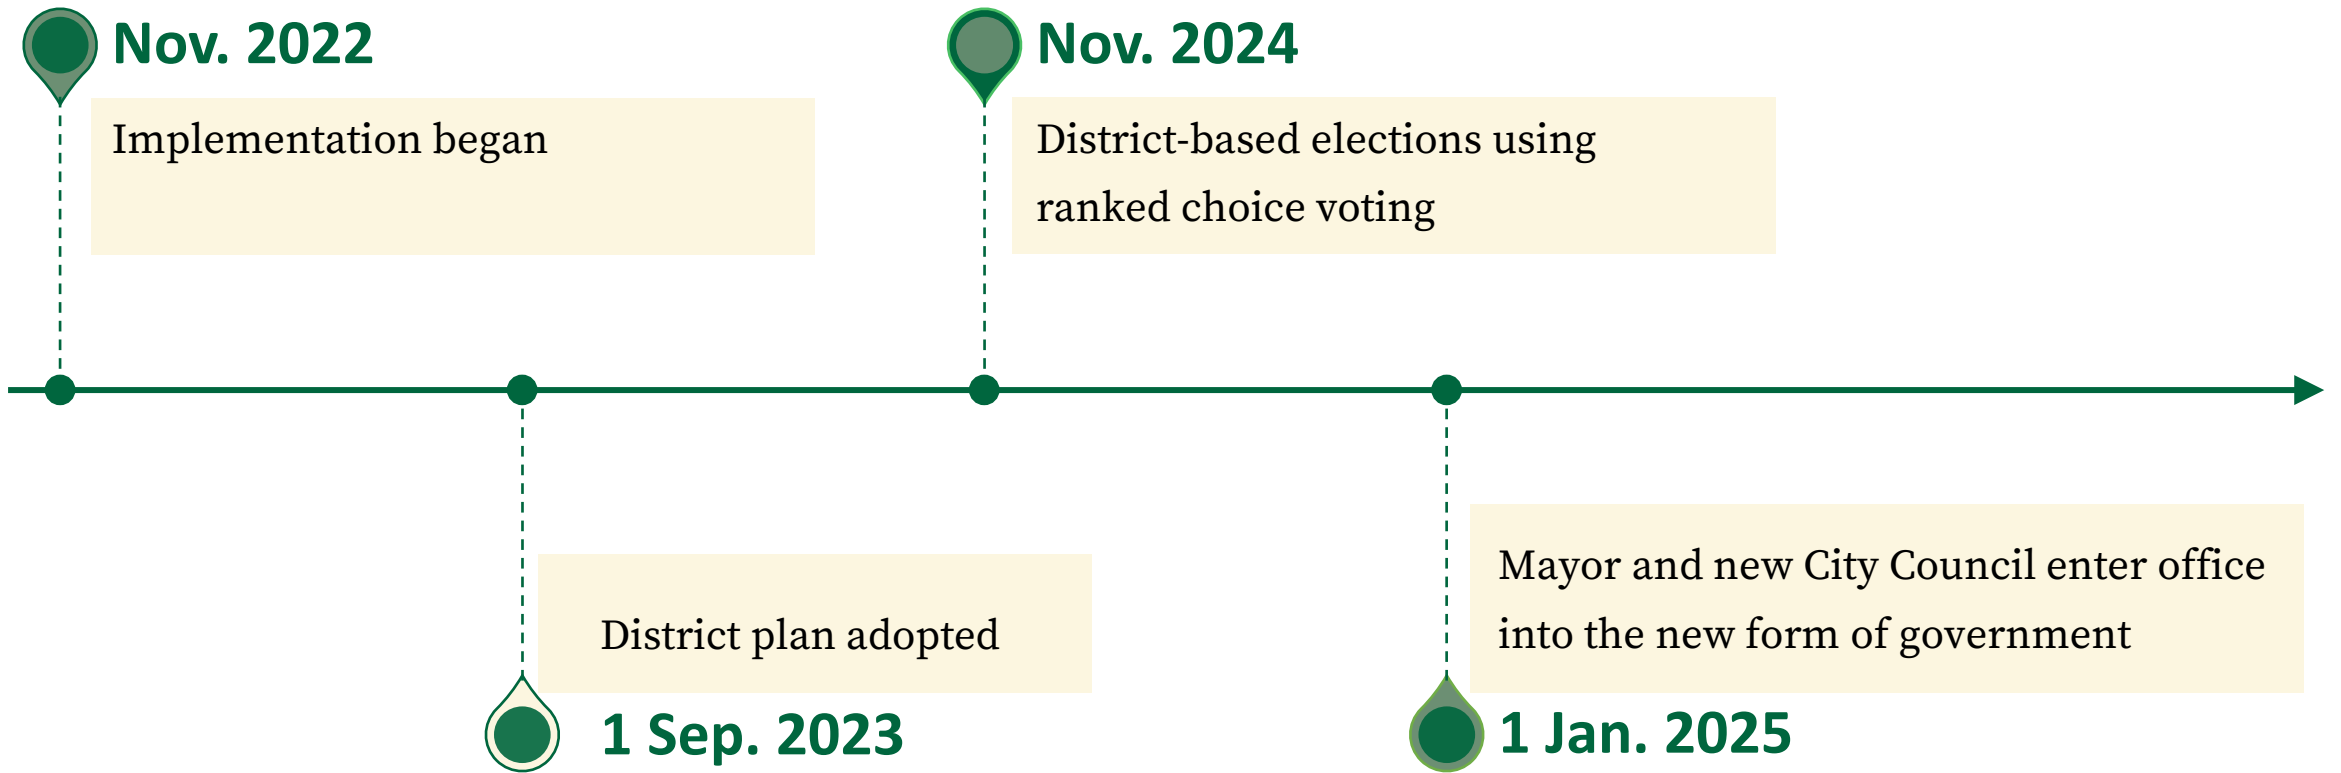 Nov. 2022
Implementation began
Nov. 2024
District-based elections using
ranked choice voting
District plan adopted
1 Sep. 2023
Mayor and new City Council enter office
into the new form of government
1 Jan. 2025